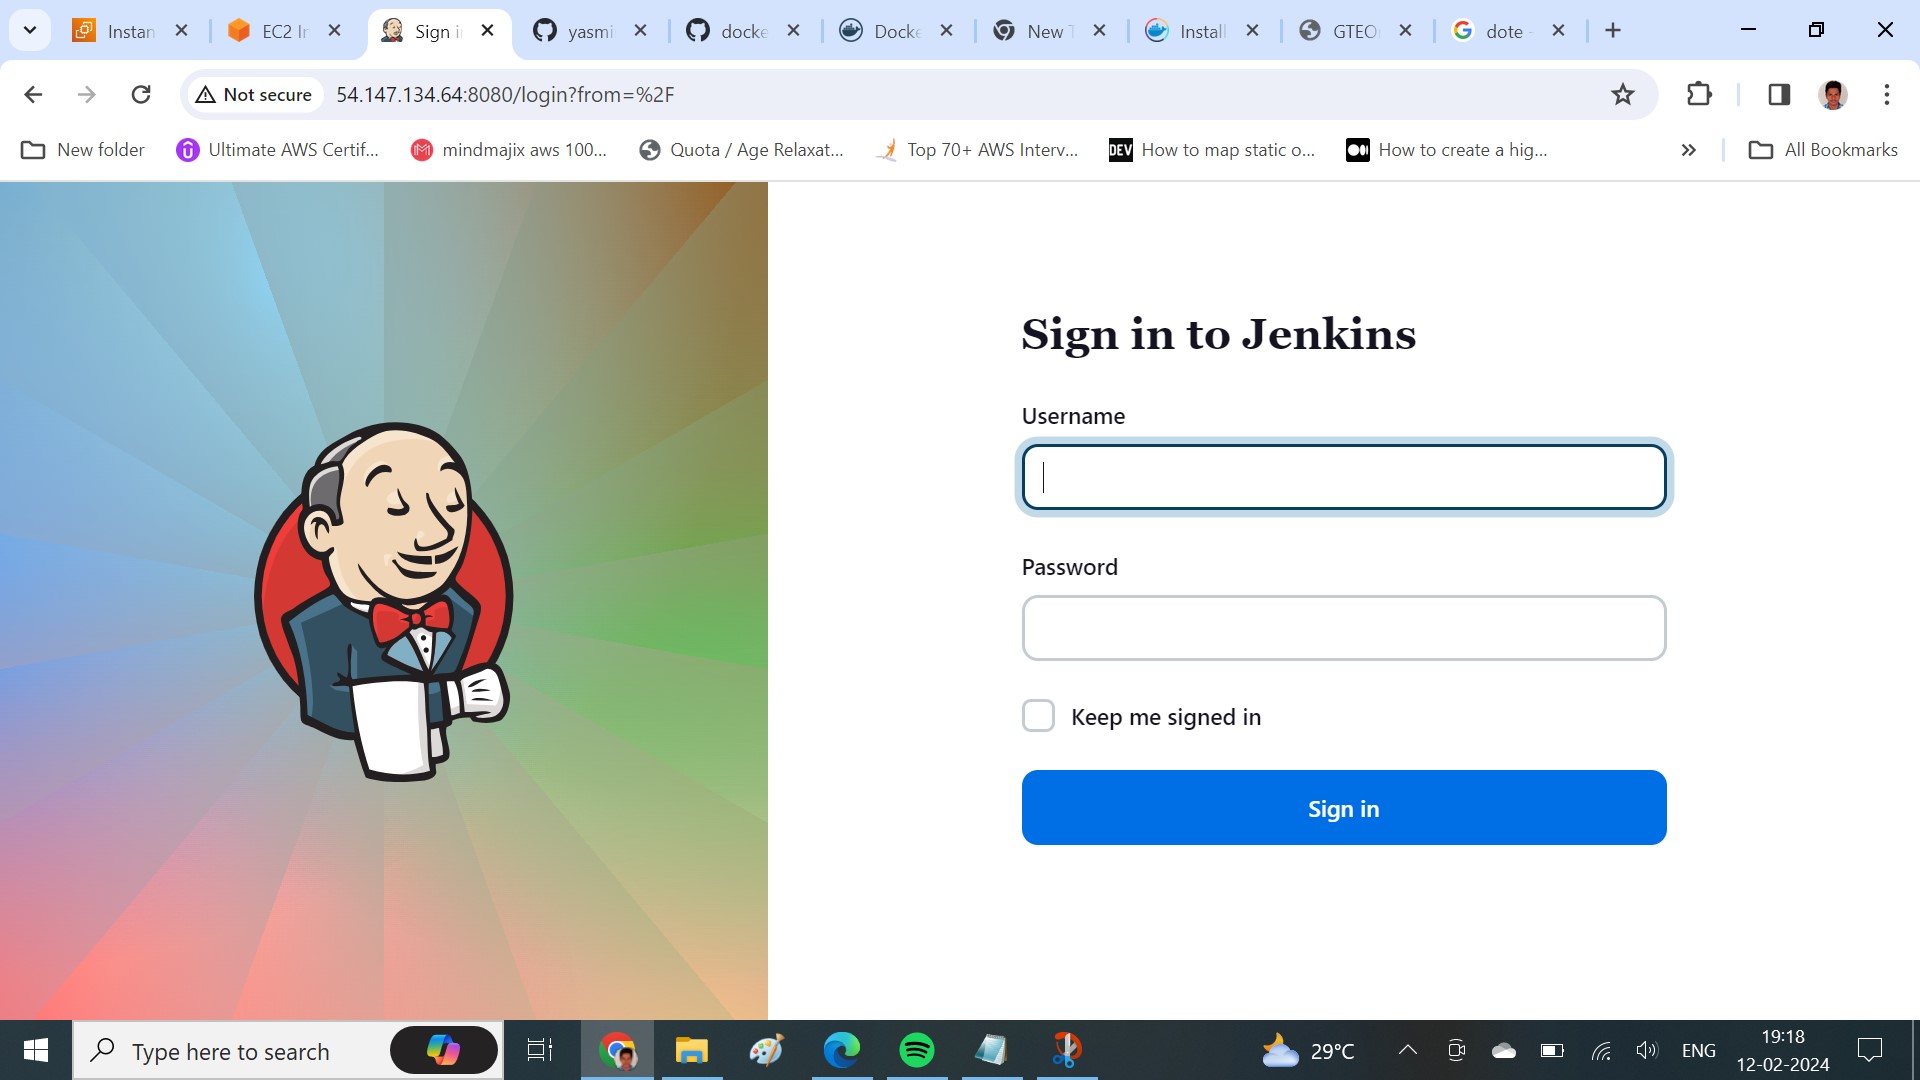 Instan
EC2 In
Sign i
yasmi
docke
Docke
New T
Install
GTEO
dote -
Not secure
54.147.134.64:8080/login?from=%2F
New folder
Ultimate AWS Certif...
mindmajix aws 100...
Quota / Age Relaxat...
Top 70+ AWS Interv...
DEV
How to map static o...
How to create a hig...
All Bookmarks
Sign in to Jenkins
Username
Password
Keep me signed in
Sign in
Type here to search
29°C
ENG
19:18
12-02-2024